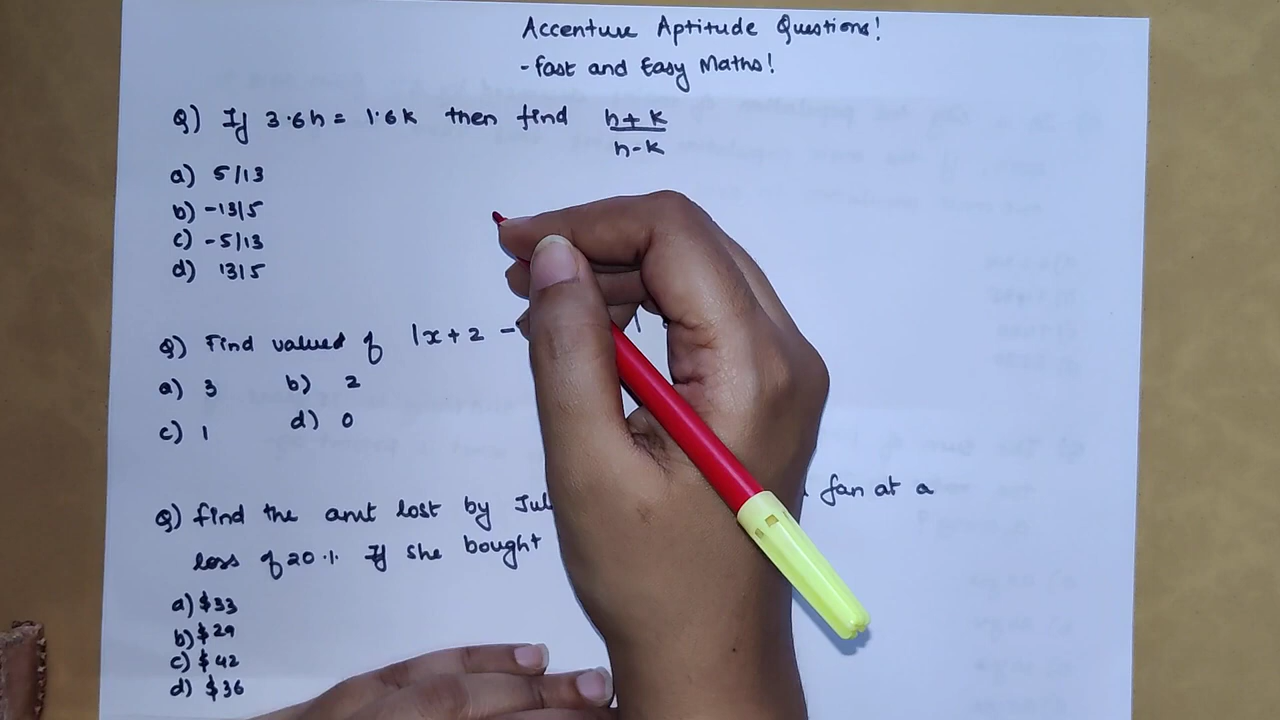 Accenture Aptitude Questions!
- Fast and Easy Maths!
Q) If 3.6h = 1.6k then find h+k
h-k
a) 5/13
b) -13/5
c) -5/13
d) 13/5
Q) Find valued of |x+2 -
a) 3 b) 2
c) 1 d) 0
Q) Find the amt lost by fan at a
loss of 20 % If she bought
a) $33
b) $29
c) $42
d) $36